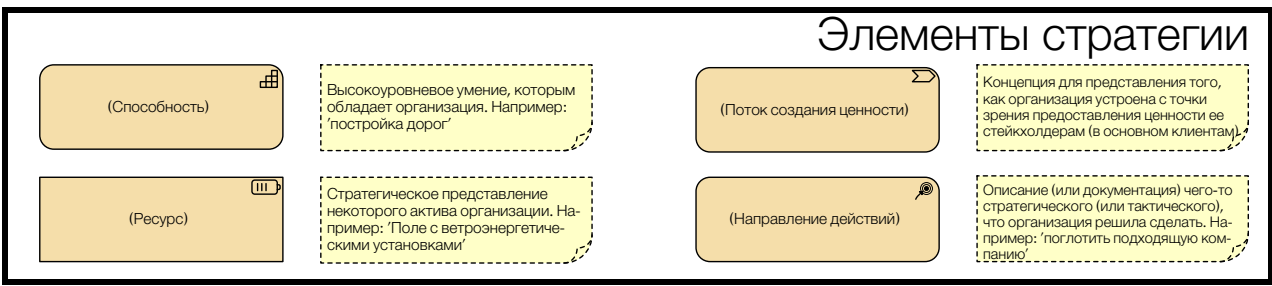 Элементы стратегии
(Способность)
Высокоуровневое умение, которым
обладает организация. Например:
'постройка дорог'
(Поток создания ценности)
Концепция для представления того,
как организация устроена с точки
зрения предоставления ценности ее
стейкхолдерам (в основном клиентам)
(Ресурс)
Стратегическое представление
некоторого актива организации. На-
пример: 'Поле с ветроэнергетиче-
скими установками'
(Направление действий)
Описание (или документация) чего-то
стратегического (или тактического),
что организация решила сделать. На-
пример: 'поглотить подходящую ком-
панию'